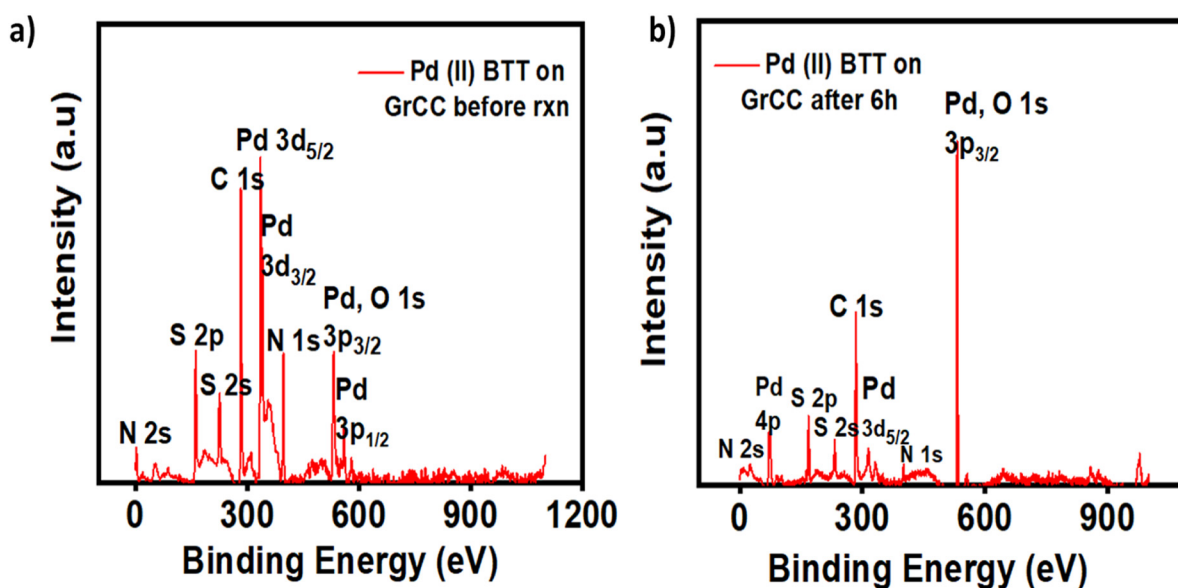 a)
Pd (II) BTT on
GrCC before rxn
Pd 3d5/2
C 1s
Pd
3d3/2
Pd, O 1s
S 2p
N 1s
3p3/2
S 2s
Pd
3p1/2
N 2s
Intensity (a.u)
0 300 600 900 1200
Binding Energy (eV)
b)
Pd (II) BTT on
GrCC after 6h
Pd, O 1s
3p3/2
C 1s
Pd
4p
S 2p
Pd
S 2s
3d5/2
N 2s
N 1s
Intensity (a.u)
0 300 600 900
Binding Energy (eV)